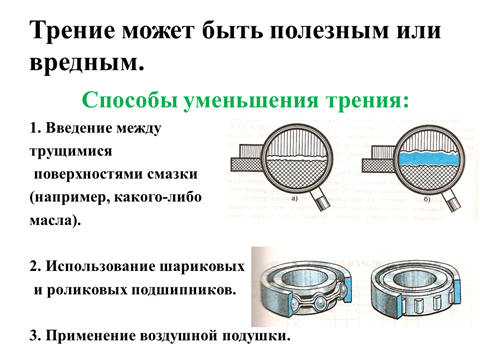 Трение может быть полезным или
вредным.
Способы уменьшения трения:
1. Введение между
трущимися
поверхностями смазки
(например, какого-либо
масла).
а)
б)
2. Использование шариковых
и роликовых подшипников.
3. Применение воздушной подушки.